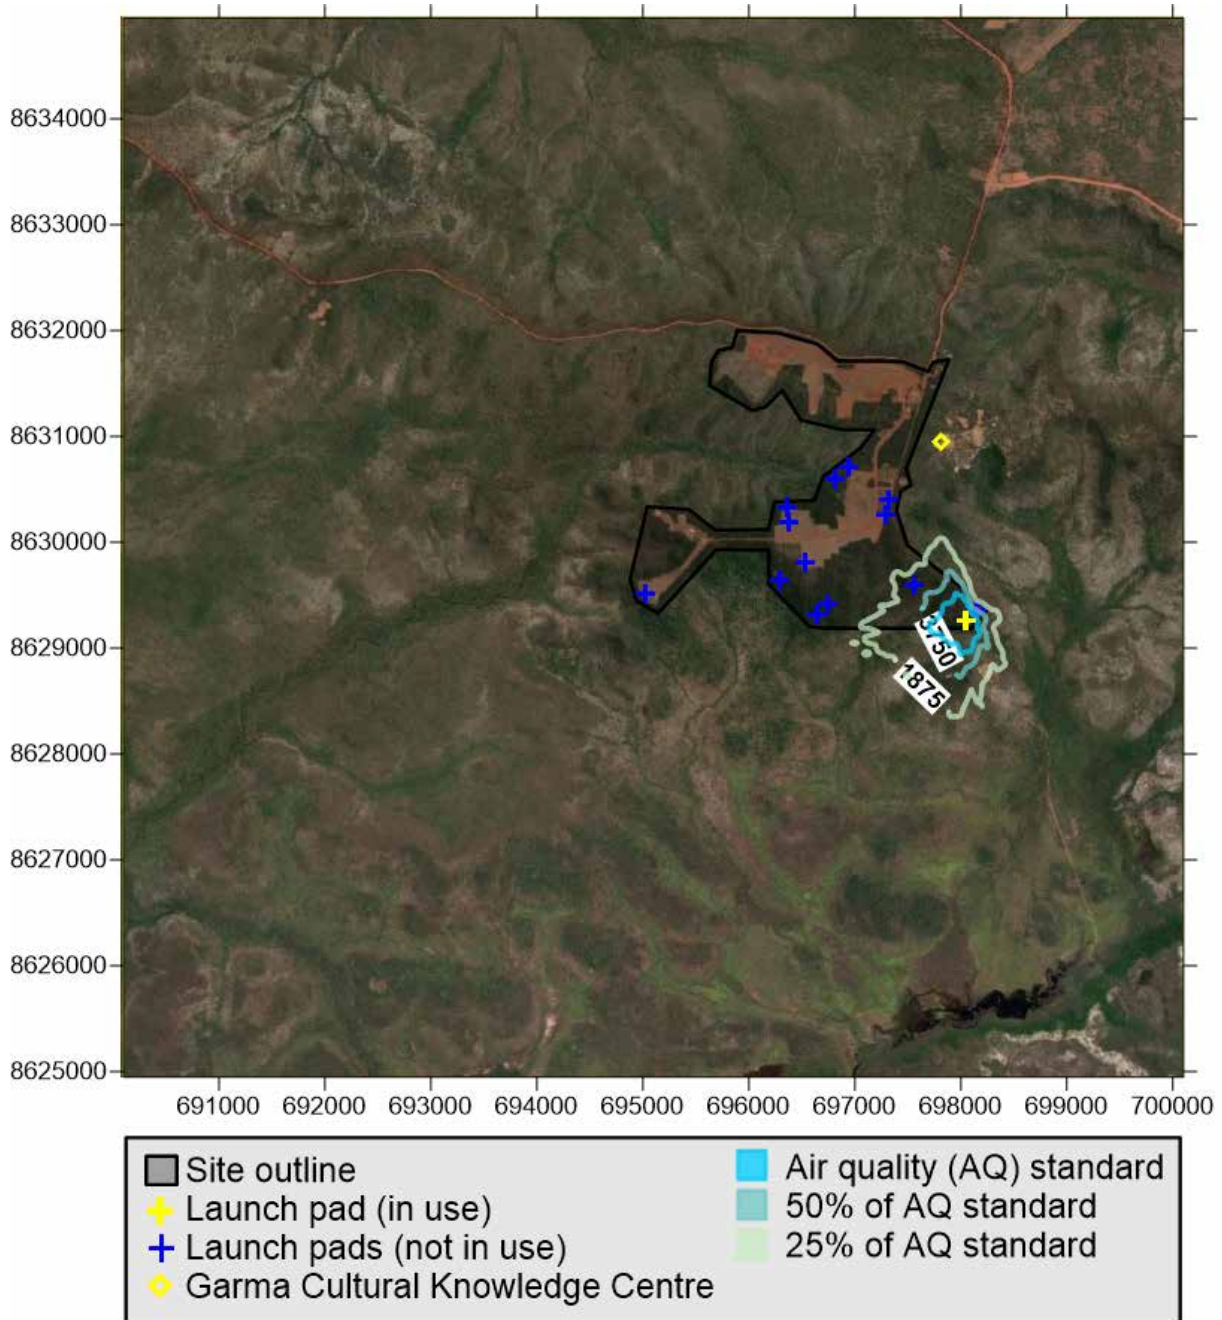 8634000
8633000
8632000
8631000
8630000
8629000
8628000
8627000
8626000
8625000
3750
1875
691000 692000 693000 694000 695000 696000 697000 698000 699000 700000
Site outline
Launch pad (in use)
Launch pads (not in use)
Garma Cultural Knowledge Centre
Air quality (AQ) standard
50% of AQ standard
25% of AQ standard